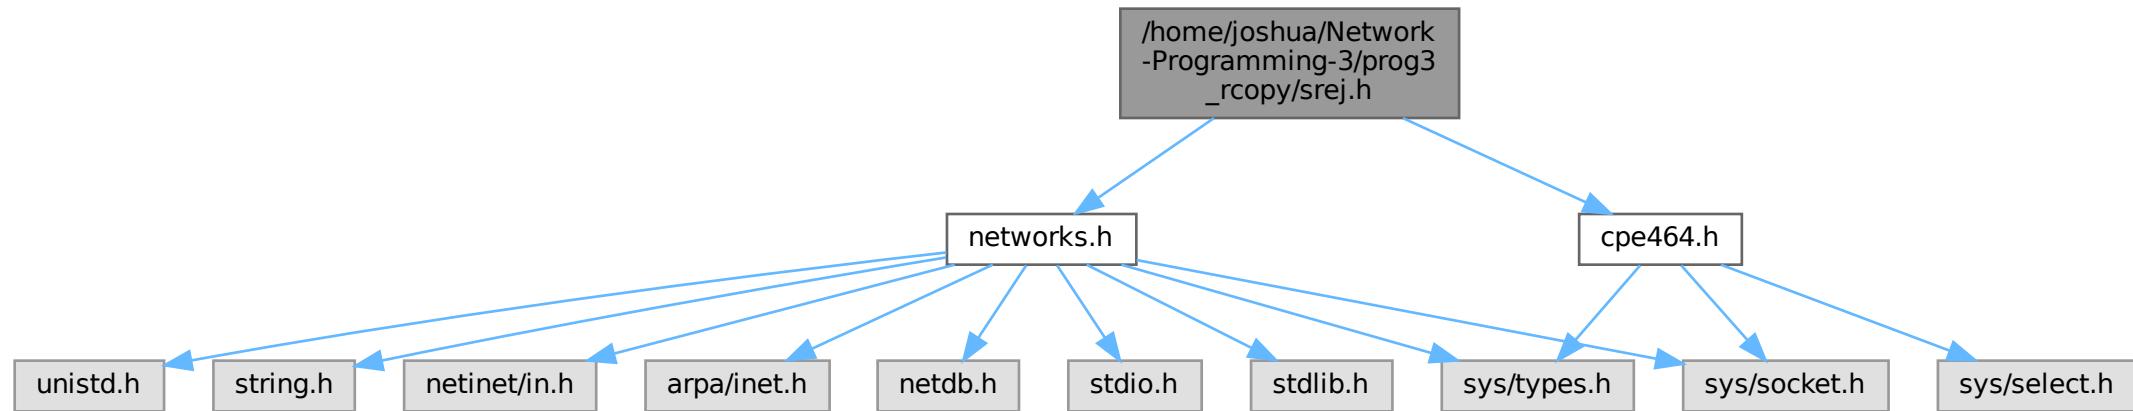 /home/joshua/Network
-Programming-3/prog3
_rcopy/srej.h
networks.h
cpe464.h
unistd.h
string.h
netinet/in.h
arpa/inet.h
netdb.h
stdio.h
stdlib.h
sys/types.h
sys/socket.h
sys/select.h